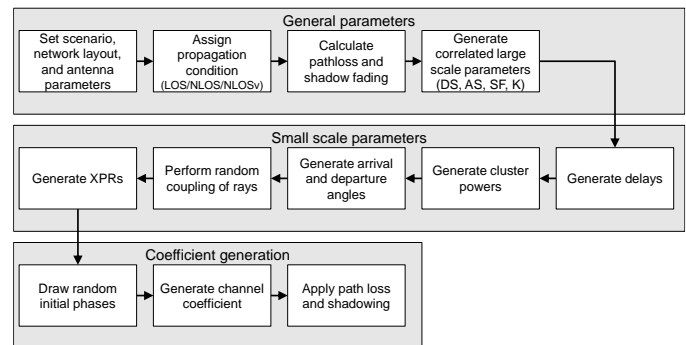 General parameters
Set scenario,
network layout,
and antenna
parameters
Assign
propagation
condition
(LOS/NLOS/NLOSv)
Calculate
pathloss and
shadow fading
Generate
correlated large
scale parameters
(DS, AS, SF, K)
Small scale parameters
Generate XPRs
Perform random
coupling of rays
Generate arrival
and departure
angles
Generate cluster
powers
Generate delays
Coefficient generation
Draw random
initial phases
Generate channel
coefficient
Apply path loss
and shadowing